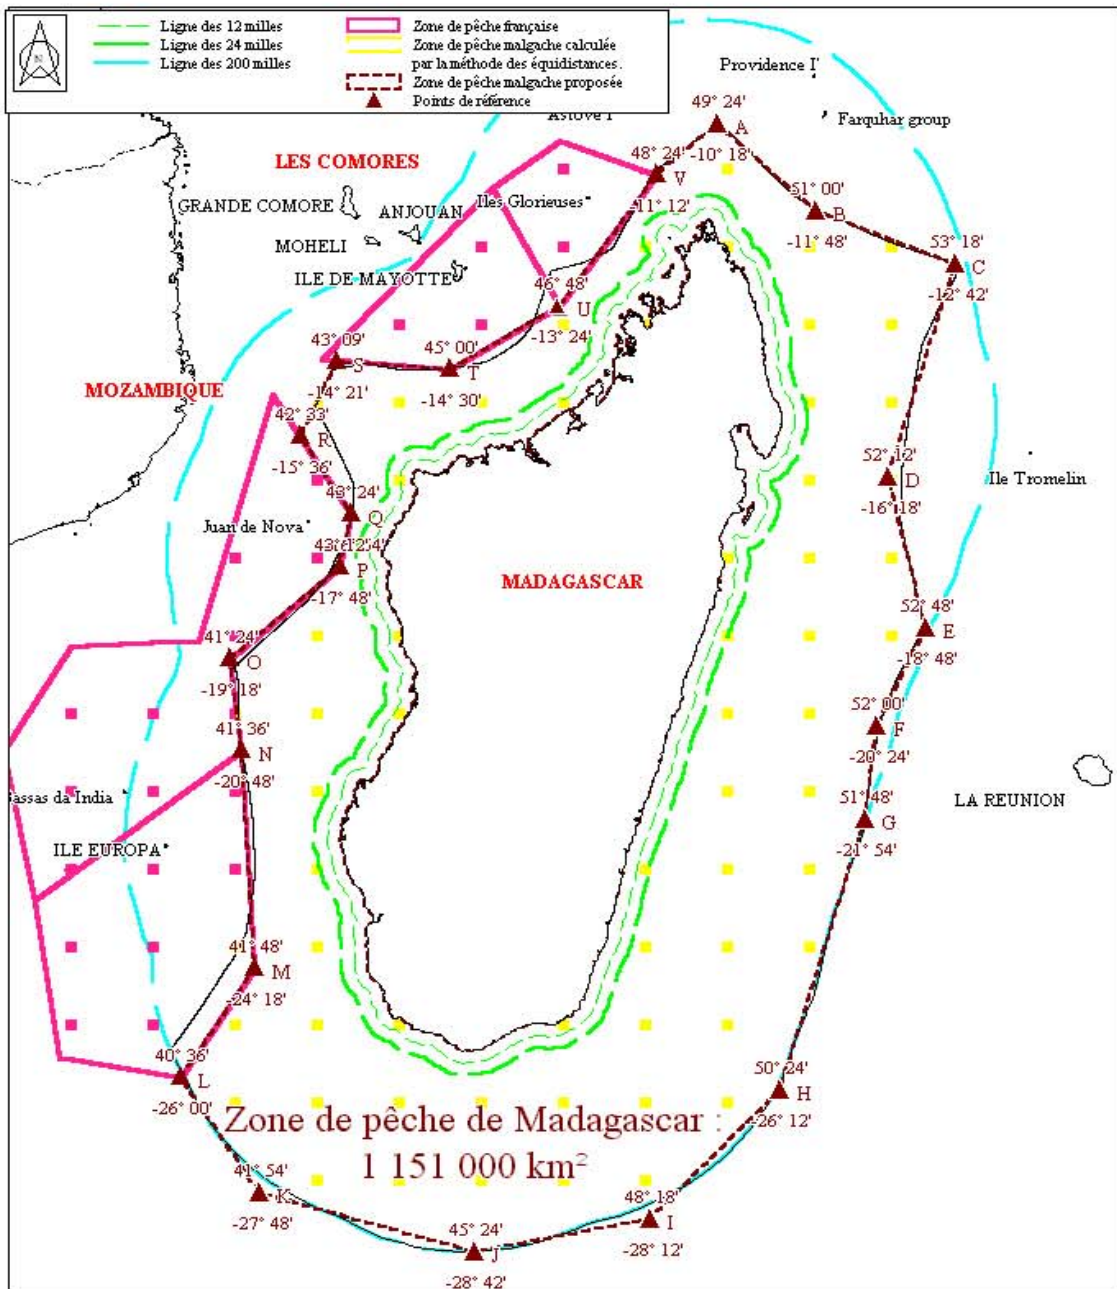 N
Ligne des 12 milles
Ligne des 24 milles
Ligne des 200 milles
Zone de pêche française
Zone de pêche malgache calculée
par la méthode des équidistances.
Zone de pêche malgache proposée
Points de référence
Providence I
Astove I
Farquhar group
49° 24'
A
-10° 18'
LES COMORES
48° 24'
V
-11° 12'
GRANDE COMORE
ANJOUAN
Iles Glorieuses
51° 00'
B
-11° 48'
MOHELI
ILE DE MAYOTTE
53° 18'
C
-12° 42'
46° 48'
U
-13° 24'
43° 09'
S
-14° 21'
45° 00'
T
-14° 30'
MOZAMBIQUE
42° 33'
R
-15° 36'
52° 12'
D
-16° 18'
Ile Tromelin
43° 24'
Q
Juan de Nova
P
-17° 48'
MADAGASCAR
52° 48'
E
-18° 48'
41° 24'
O
-19° 18'
52° 00'
F
-20° 24'
41° 36'
N
-20° 48'
51° 48'
G
-21° 54'
LA REUNION
assas da India
ILE EUROPA
41° 48'
M
-24° 18'
40° 36'
L
-26° 00'
50° 24'
H
-26° 12'
Zone de pêche de Madagascar :
1 151 000 km²
41° 54'
K
-27° 48'
48° 18'
I
-28° 12'
45° 24'
J
-28° 42'